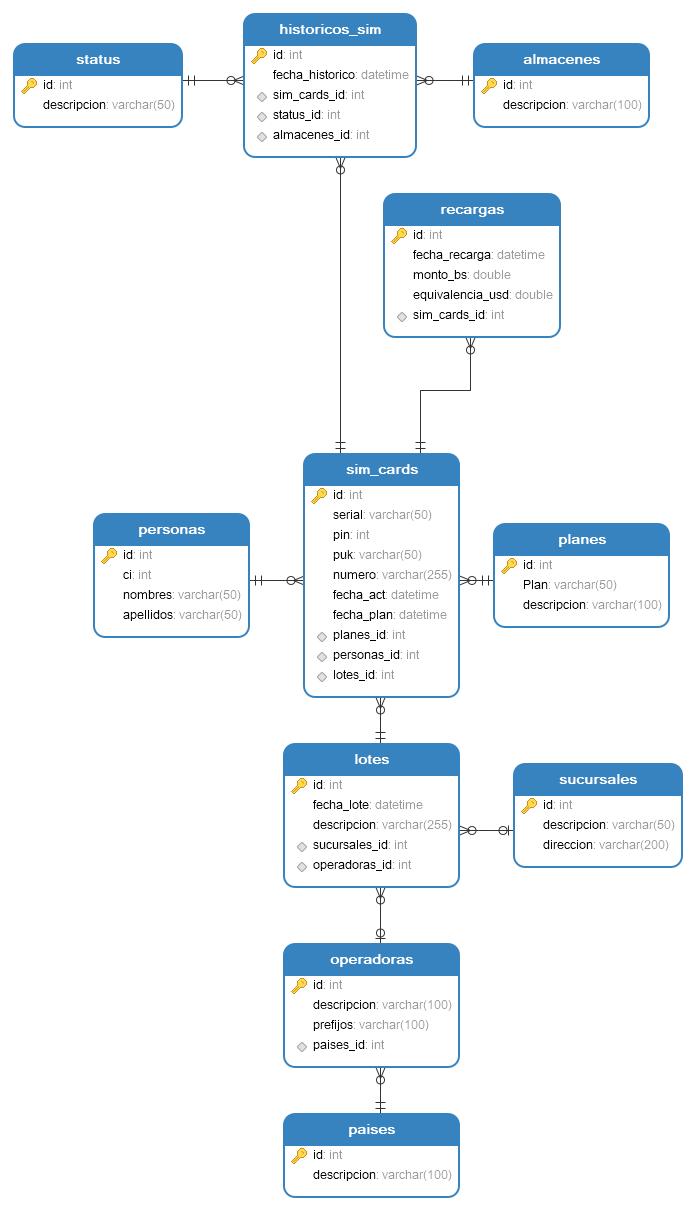 status
id: int
descripcion: varchar(50)
historicos_sim
id: int
fecha_historico: datetime
sim_cards_id: int
status_id: int
almacenes_id: int
almacenes
id: int
descripcion: varchar(100)
recargas
id: int
fecha_recarga: datetime
monto_bs: double
equivalencia_usd: double
sim_cards_id: int
sim_cards
id: int
serial: varchar(50)
pin: int
puk: varchar(50)
numero: varchar(255)
fecha_act: datetime
fecha_plan: datetime
planes_id: int
personas_id: int
lotes_id: int
personas
id: int
ci: int
nombres: varchar(50)
apellidos: varchar(50)
planes
id: int
Plan: varchar(50)
descripcion: varchar(100)
lotes
id: int
fecha_lote: datetime
descripcion: varchar(255)
sucursales_id: int
operadoras_id: int
sucursales
id: int
descripcion: varchar(50)
direccion: varchar(200)
operadoras
id: int
descripcion: varchar(100)
prefijos: varchar(100)
paises_id: int
paises
id: int
descripcion: varchar(100)